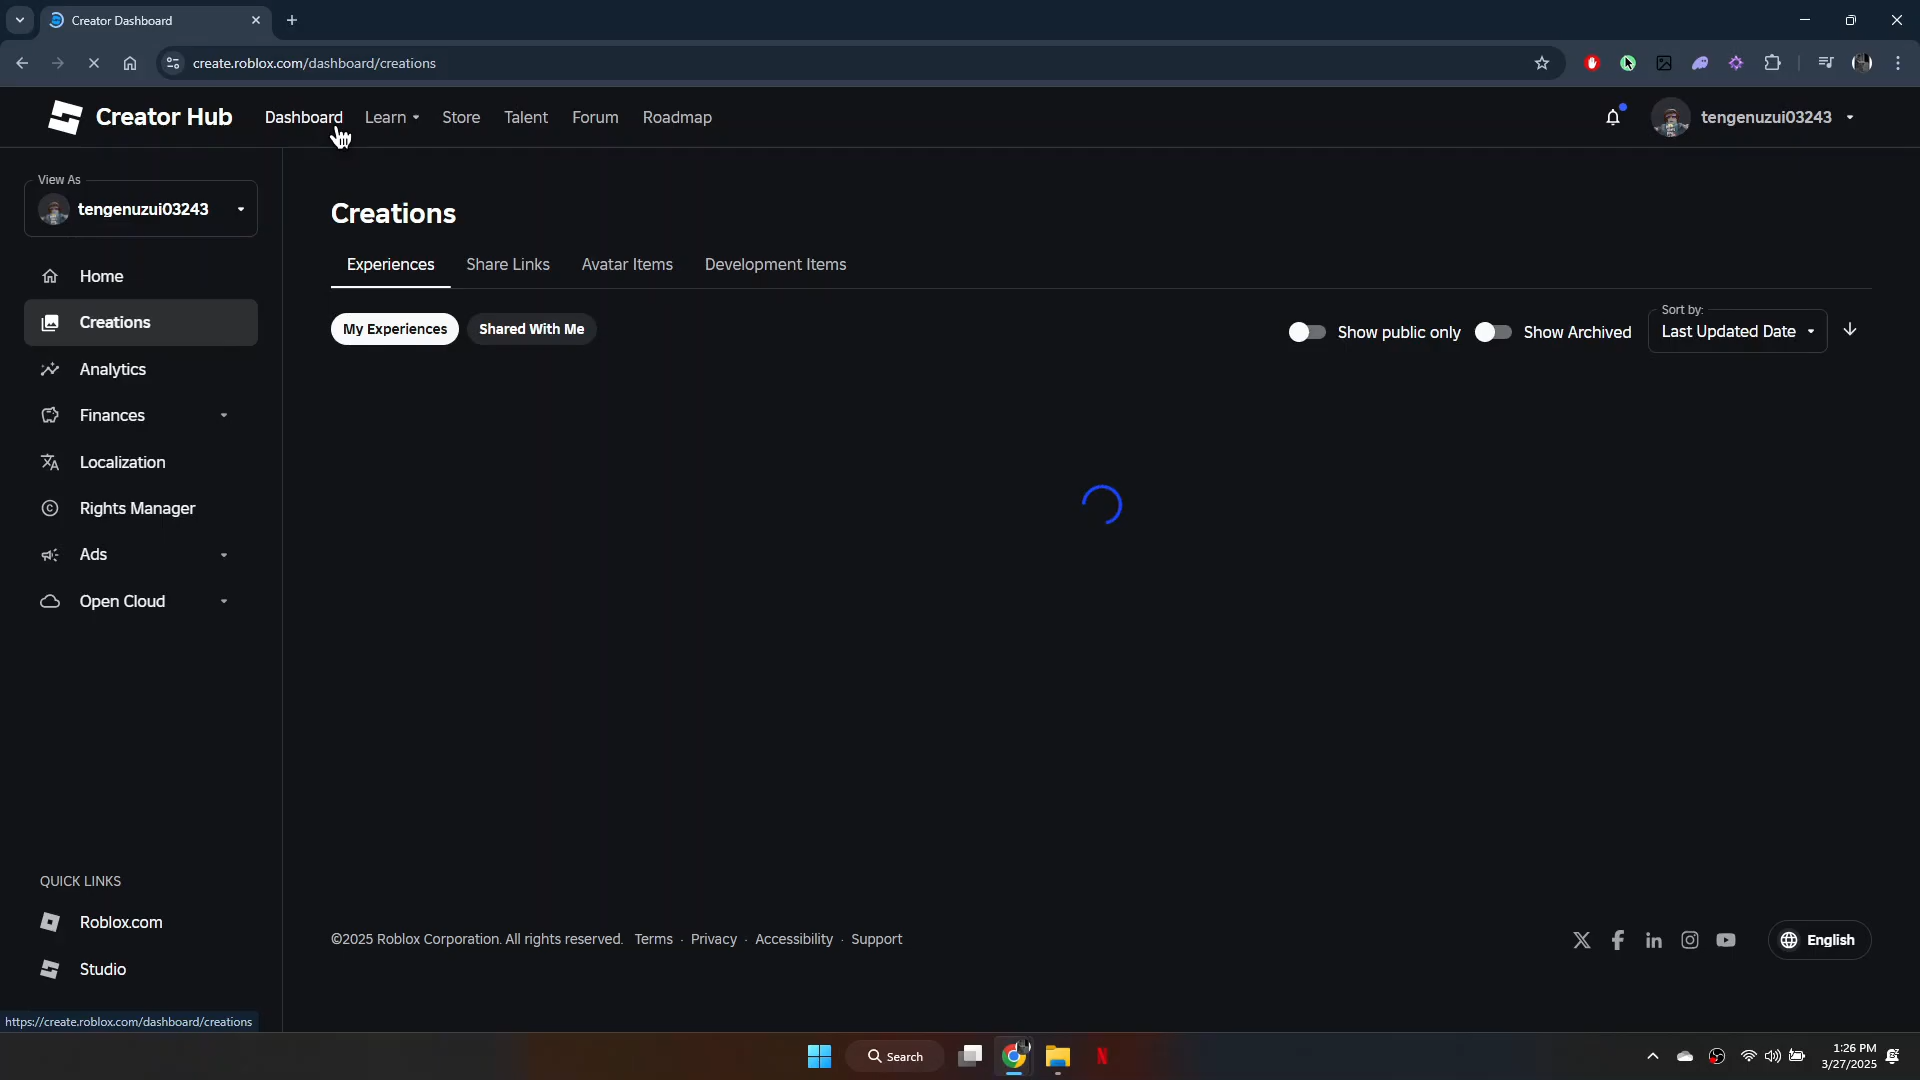 Creator Dashboard
create.roblox.com/dashboard/creations
Creator Hub
Dashboard
Learn
Store
Talent
Forum
Roadmap
tengenuzui03243
View As
tengenuzui03243
Home
Creations
Analytics
Finances
Localization
Rights Manager
Ads
Open Cloud
QUICK LINKS
Roblox.com
Studio
Creations
Experiences
Share Links
Avatar Items
Development Items
My Experiences
Shared With Me
Show public only
Show Archived
Sort by:
Last Updated Date
©2025 Roblox Corporation. All rights reserved.
Terms · Privacy · Accessibility · Support
English
https://create.roblox.com/dashboard/creations
Search
1:26 PM
3/27/2025